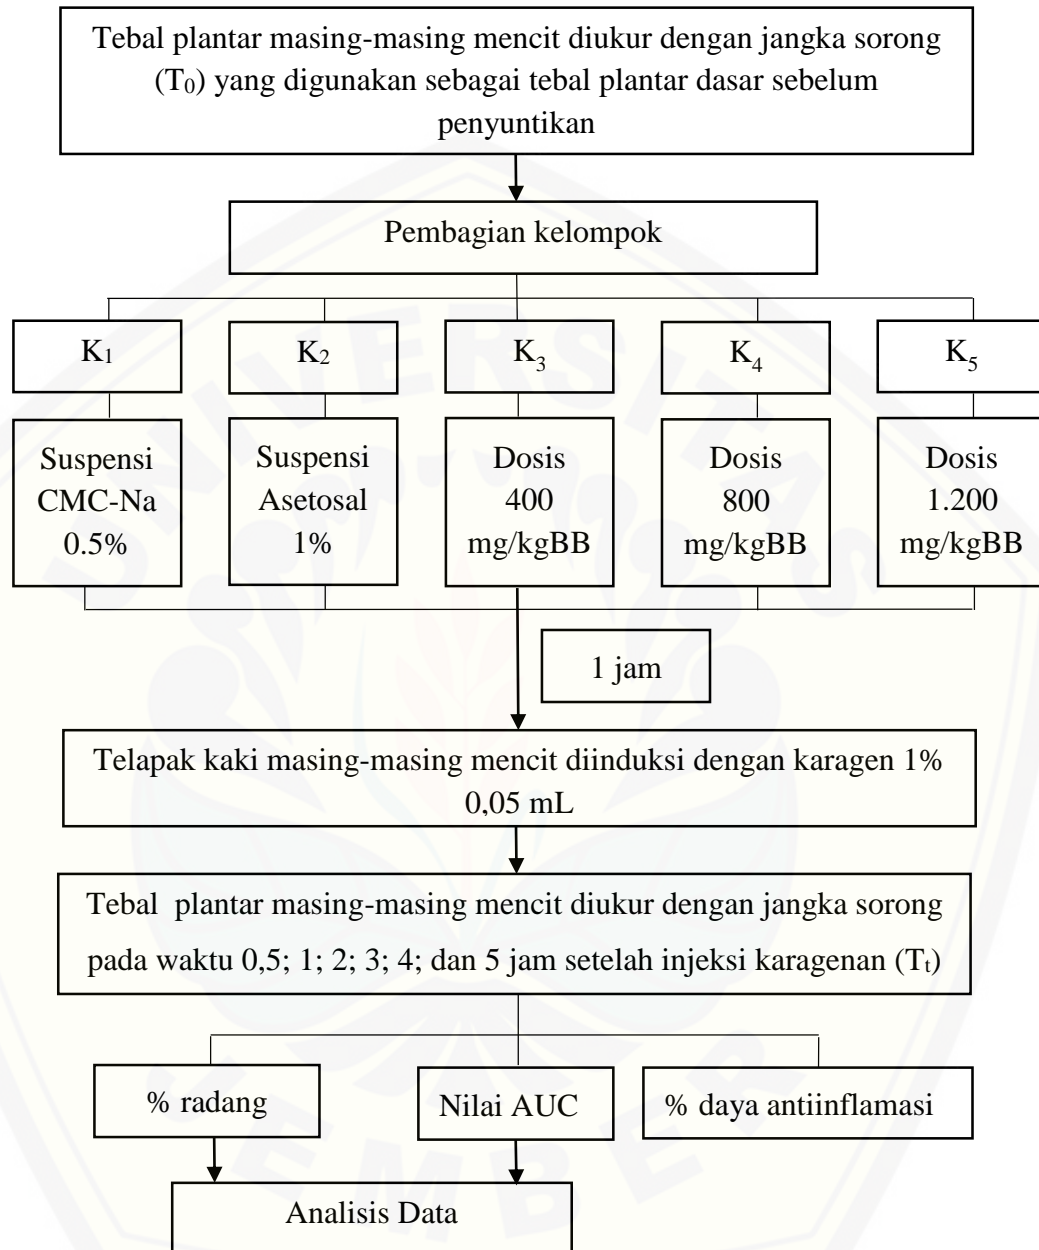 Tebal plantar masing-masing mencit diukur dengan jangka sorong
(T₀) yang digunakan sebagai tebal plantar dasar sebelum
penyuntikan
Pembagian kelompok
K₁
K₂
K₃
K₄
K₅
Suspensi
CMC-Na
0.5%
Suspensi
Asetosal
1%
Dosis
400
mg/kgBB
Dosis
800
mg/kgBB
Dosis
1.200
mg/kgBB
1 jam
Telapak kaki masing-masing mencit diinduksi dengan karagen 1%
0,05 mL
Tebal plantar masing-masing mencit diukur dengan jangka sorong
pada waktu 0,5; 1; 2; 3; 4; dan 5 jam setelah injeksi karagenan (Tₜ)
% radang
Nilai AUC
% daya antiinflamasi
Analisis Data
UNIVERSITAS
JEMBER